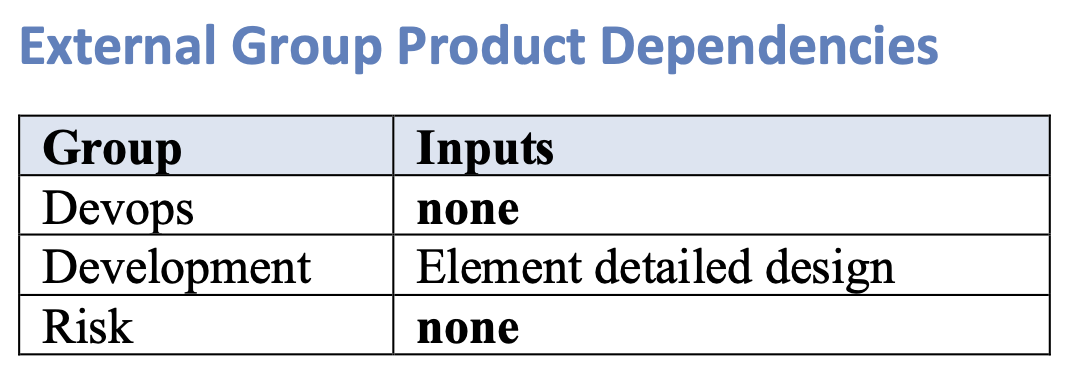 External Group Product Dependencies
Group Inputs
Devops none
Development Element detailed design
Risk none